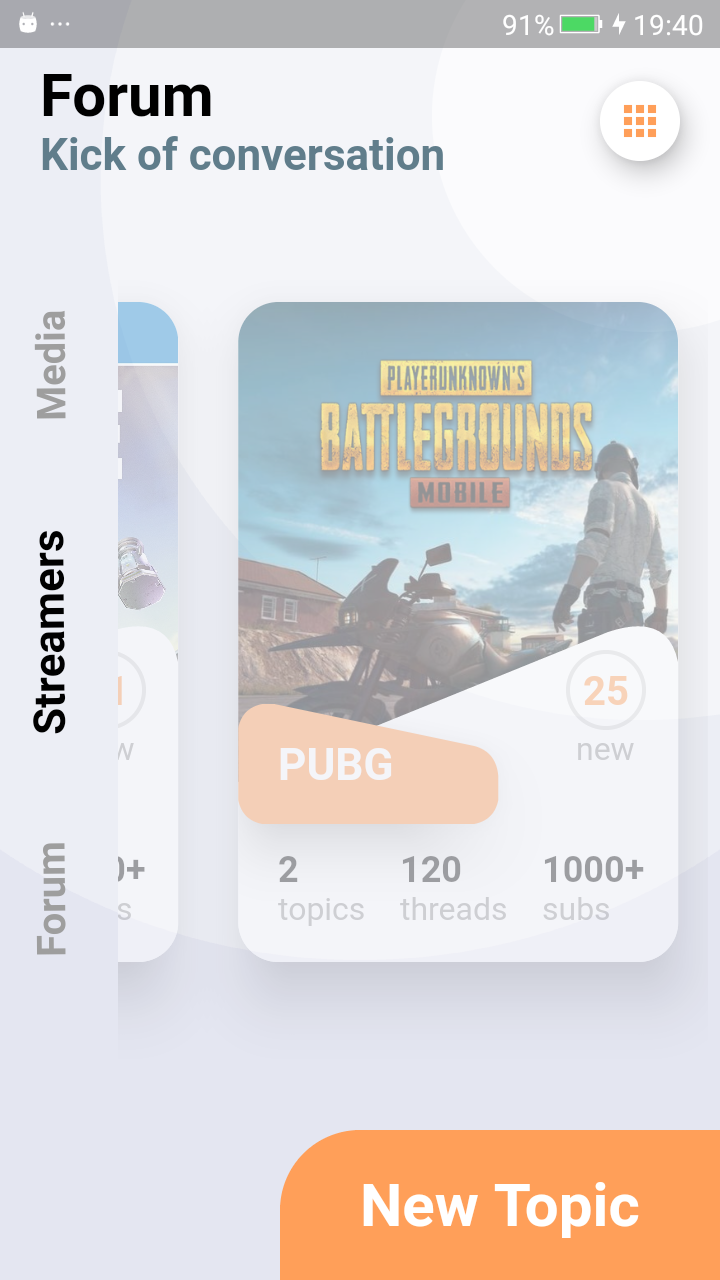 91% 19:40
Forum
Kick of conversation
Media
Streamers
Forum
PLAYERUNKNOWN'S
BATTLEGROUNDS
MOBILE
25
new
PUBG
2 120 1000+
topics threads subs
New Topic